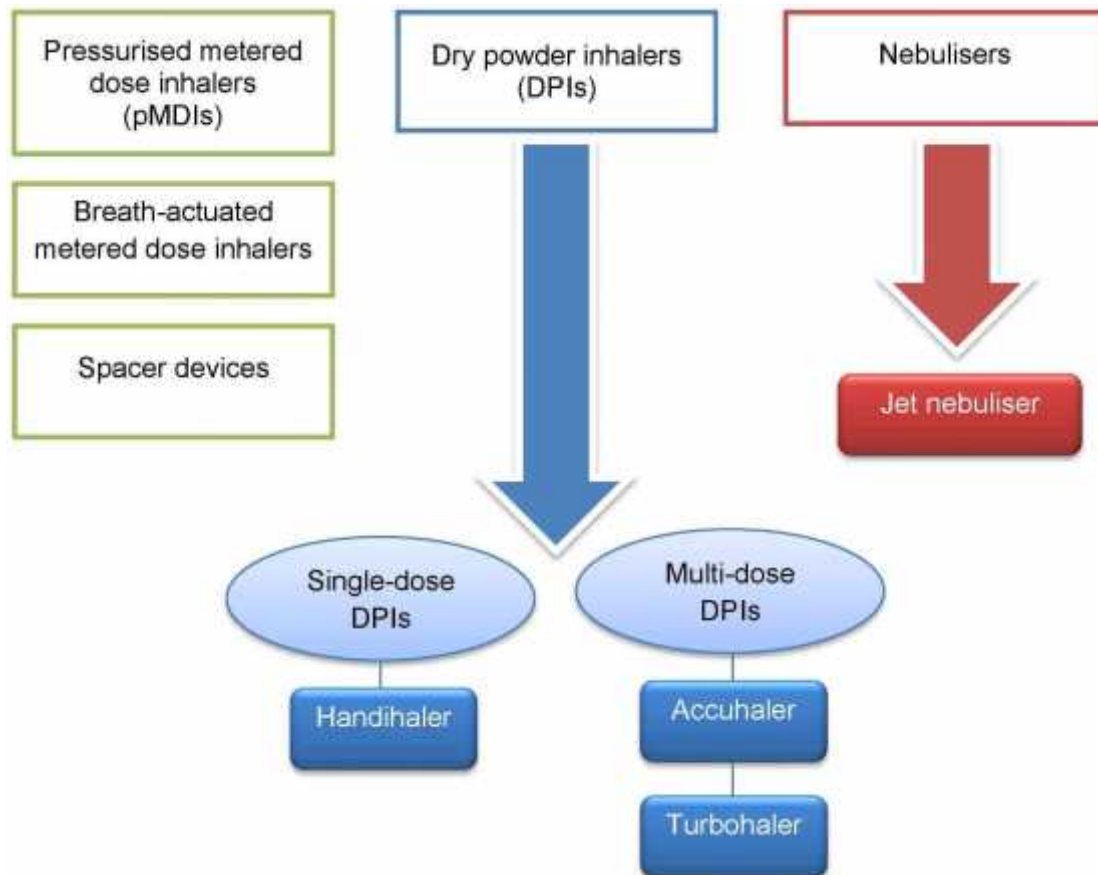 Pressurised metered
dose inhalers
(pMDIs)
Breath-actuated
metered dose inhalers
Spacer devices
Dry powder inhalers
(DPIs)
Nebulisers
Jet nebuliser
Single-dose
DPIs
Handihaler
Multi-dose
DPIs
Accuhaler
Turbohaler